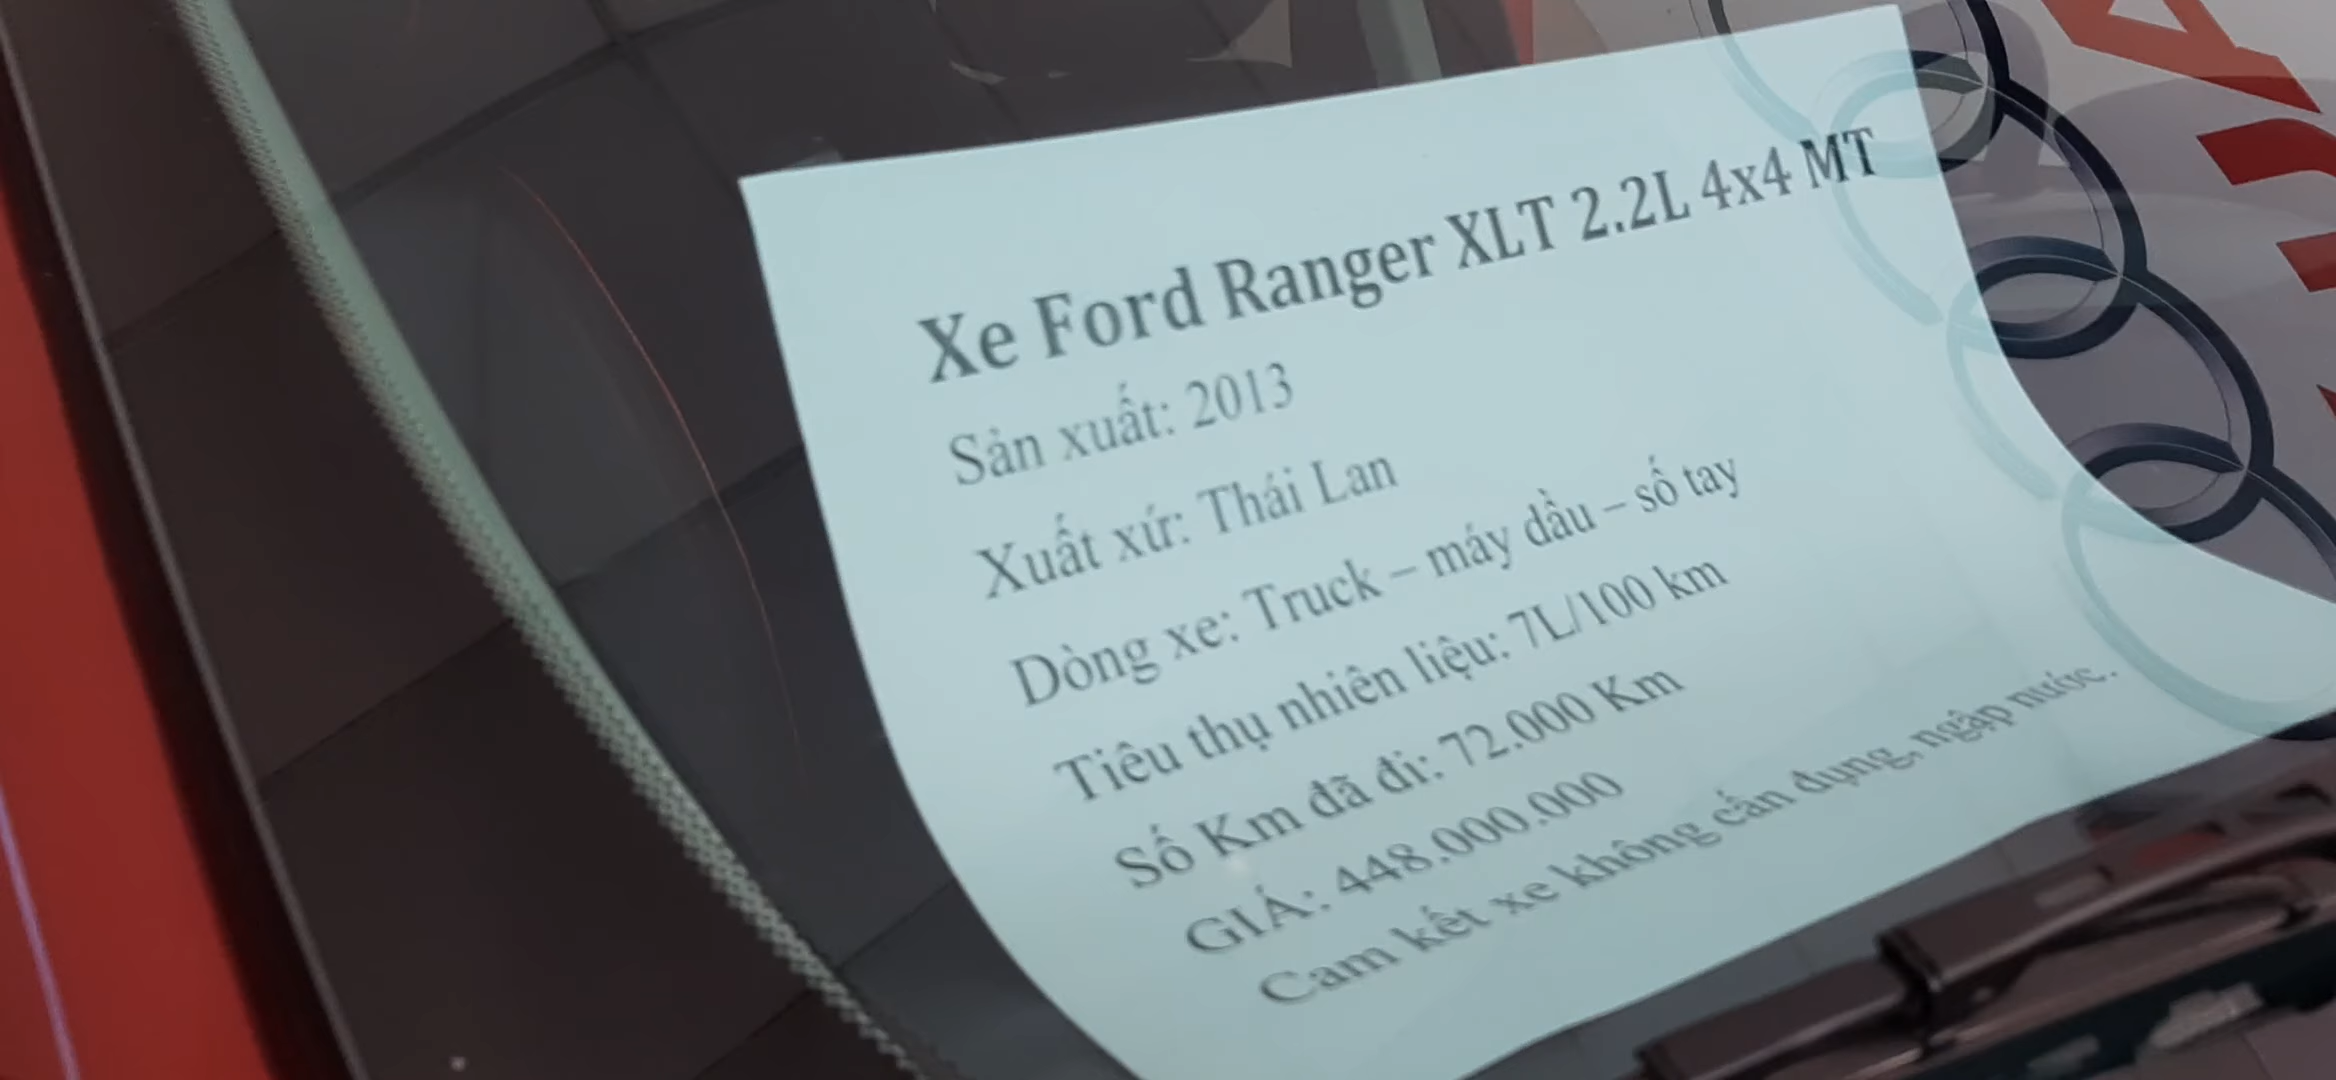 Xe Ford Ranger XLT 2.2L 4x4 MT
Sản xuất: 2013
Xuất xứ: Thái Lan
Dòng xe: Truck – máy dầu – số tay
Tiêu thụ nhiên liệu: 7L/100 km
Số Km đã đi: 72.000 Km
GIÁ: 448.000.000
Cam kết xe không cấn đụng, ngập nước.